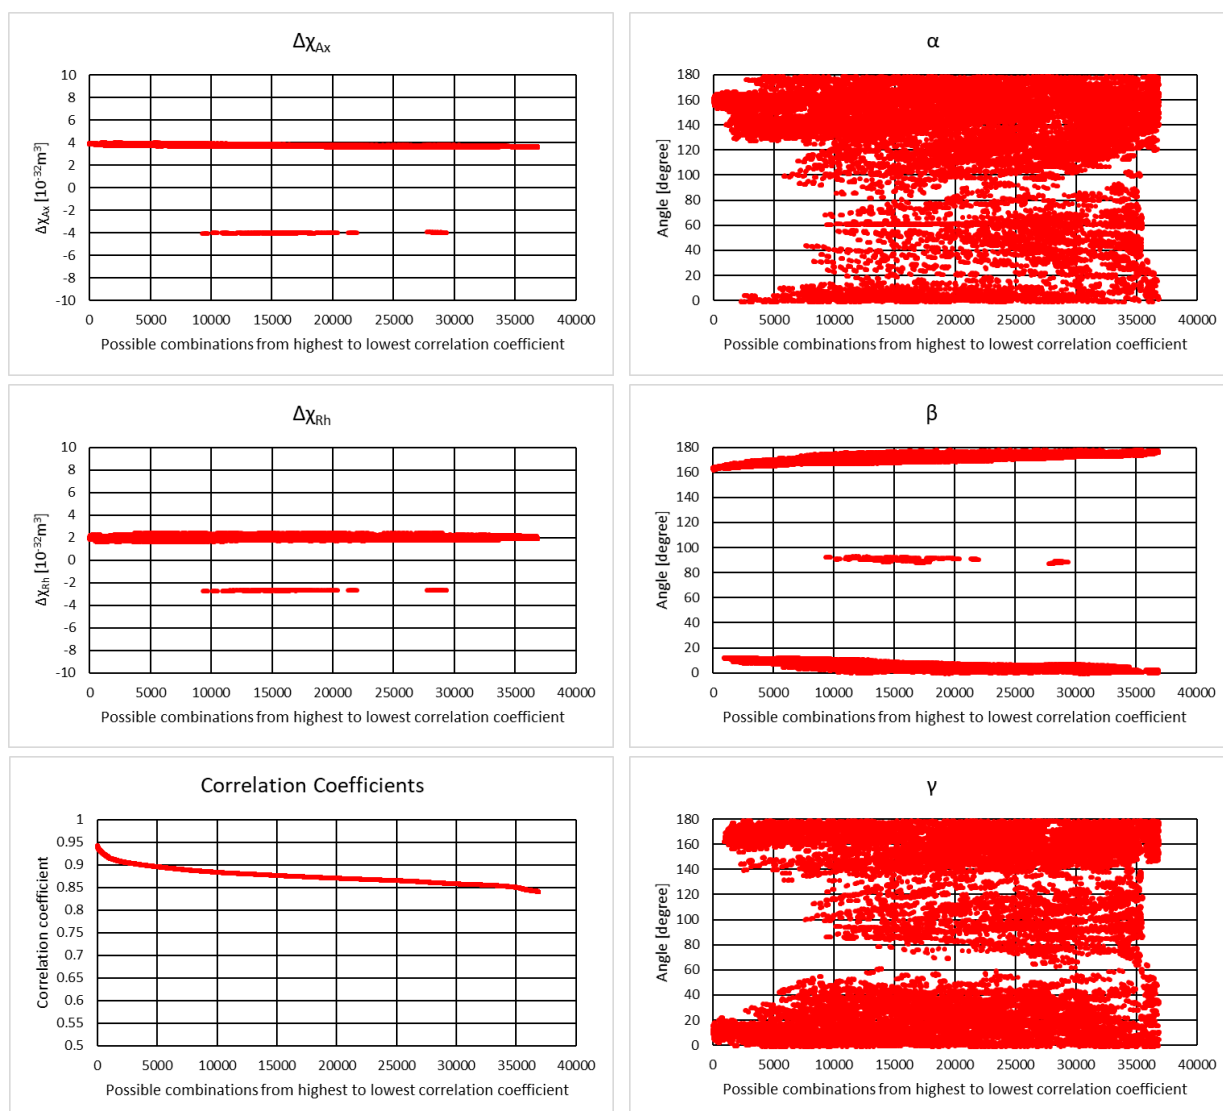 Δχ_Ax
10
8
6
4
2
0
-2
-4
-6
-8
-10
Δχ_Ax [10⁻³²m³]
0 5000 10000 15000 20000 25000 30000 35000 40000
Possible combinations from highest to lowest correlation coefficient
α
180
160
140
120
100
80
60
40
20
0
Angle [degree]
0 5000 10000 15000 20000 25000 30000 35000 40000
Possible combinations from highest to lowest correlation coefficient
Δχ_Rh
10
8
6
4
2
0
-2
-4
-6
-8
-10
Δχ_Rh [10⁻³²m³]
0 5000 10000 15000 20000 25000 30000 35000 40000
Possible combinations from highest to lowest correlation coefficient
β
180
160
140
120
100
80
60
40
20
0
Angle [degree]
0 5000 10000 15000 20000 25000 30000 35000 40000
Possible combinations from highest to lowest correlation coefficient
Correlation Coefficients
1
0.95
0.9
0.85
0.8
0.75
0.7
0.65
0.6
0.55
0.5
Correlation coefficient
0 5000 10000 15000 20000 25000 30000 35000 40000
Possible combinations from highest to lowest correlation coefficient
γ
180
160
140
120
100
80
60
40
20
0
Angle [degree]
0 5000 10000 15000 20000 25000 30000 35000 40000
Possible combinations from highest to lowest correlation coefficient